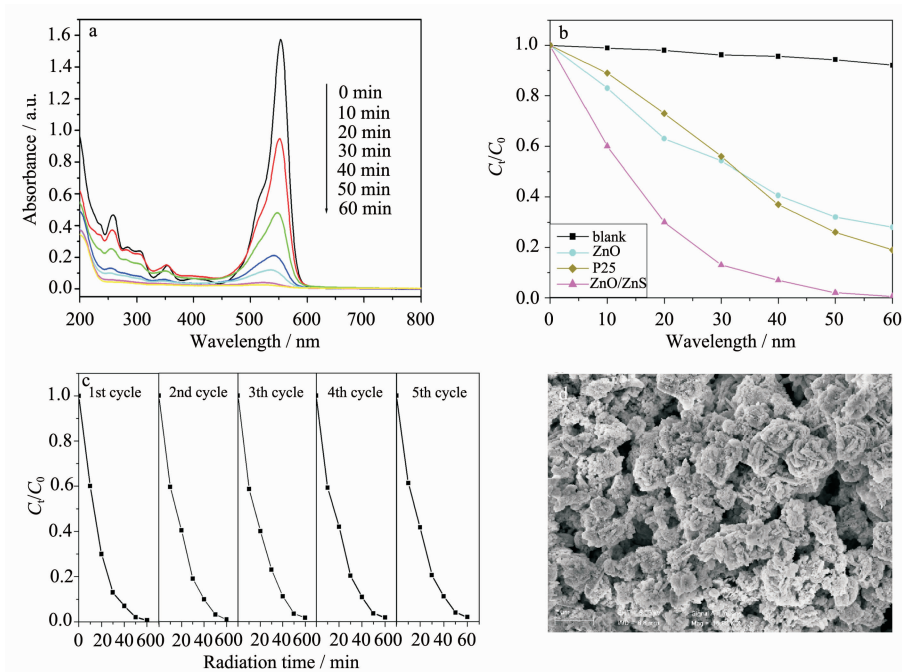 a
1.6
1.4
1.2
1.0
0.8
0.6
0.4
0.2
0.0
Absorbance / a.u.
0 min
10 min
20 min
30 min
40 min
50 min
60 min
200 300 400 500 600 700 800
Wavelength / nm
b
1.0
0.8
0.6
0.4
0.2
0.0
Ct/C0
blank
ZnO
P25
ZnO/ZnS
0 10 20 30 40 50 60
Wavelength / nm
c
1.0
0.8
0.6
0.4
0.2
0.0
Ct/C0
1st cycle 2nd cycle 3th cycle 4th cycle 5th cycle
0 20 40 600 20 40 600 20 40 600 20 40 600 20 40 60
Radiation time / min
d